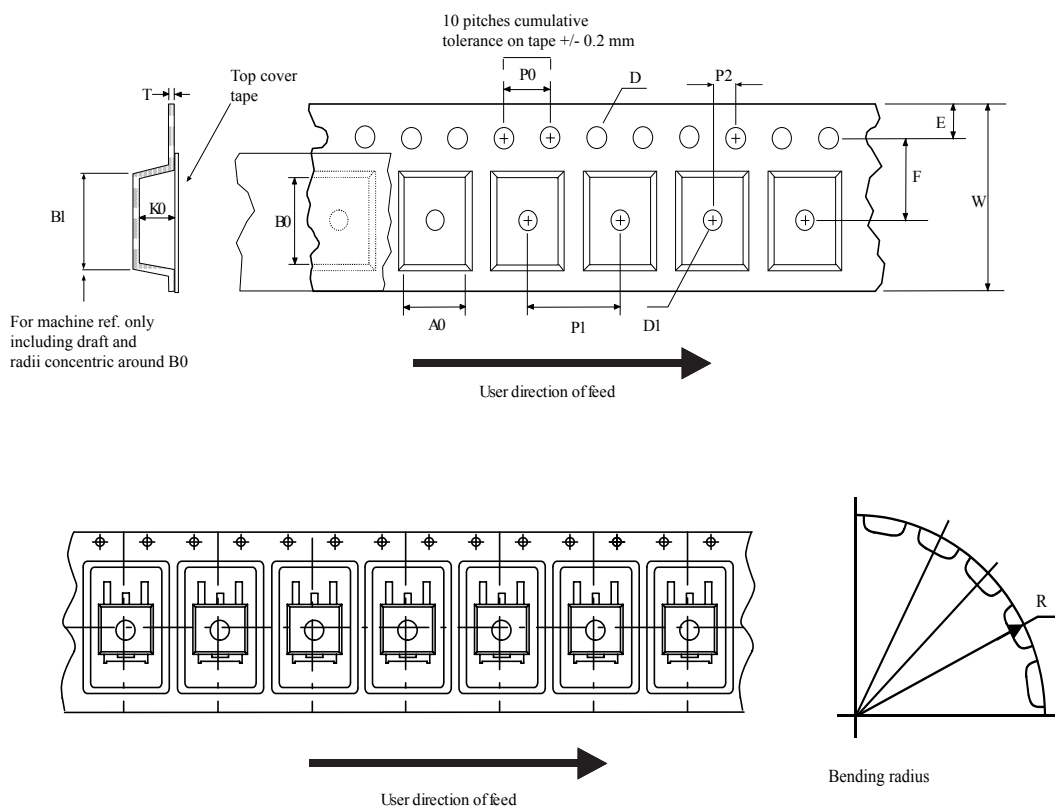 10 pitches cumulative
tolerance on tape +/- 0.2 mm
T
Top cover
tape
P0
D
P2
E
F
W
B1
K0
B0
For machine ref. only
including draft and
radii concentric around B0
A0
P1
D1
User direction of feed
R
Bending radius
User direction of feed